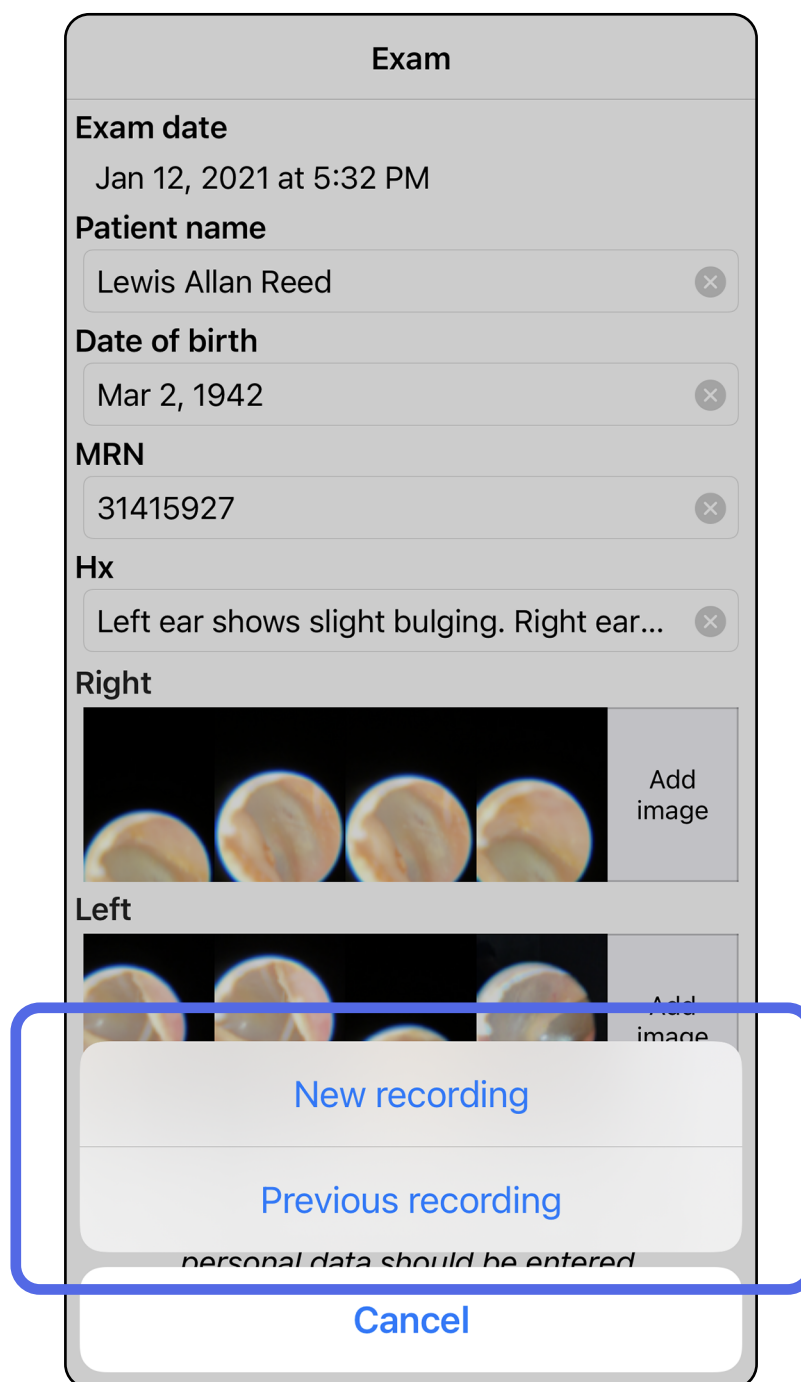 Exam
Exam date
Jan 12, 2021 at 5:32 PM
Patient name
Lewis Allan Reed
Date of birth
Mar 2, 1942
MRN
31415927
Hx
Left ear shows slight bulging. Right ear...
Right
Add
image
Left
Add
image
New recording
Previous recording
personal data should be entered
Cancel